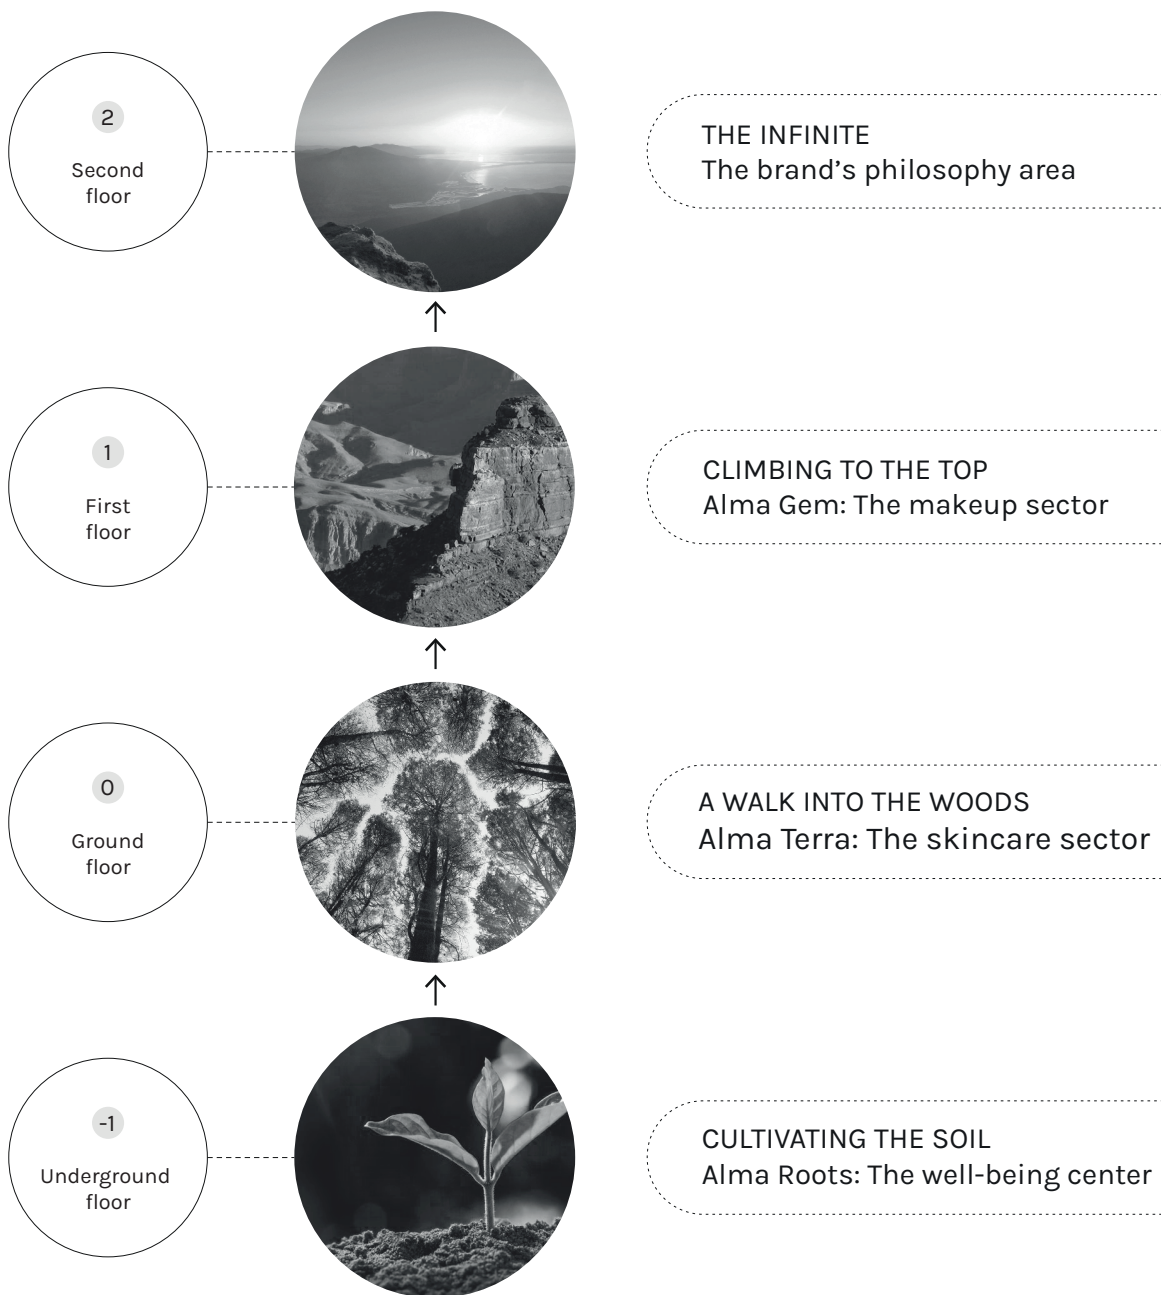 2
Second
floor
THE INFINITE
The brand's philosophy area
1
First
floor
CLIMBING TO THE TOP
Alma Gem: The makeup sector
0
Ground
floor
A WALK INTO THE WOODS
Alma Terra: The skincare sector
-1
Underground
floor
CULTIVATING THE SOIL
Alma Roots: The well-being center